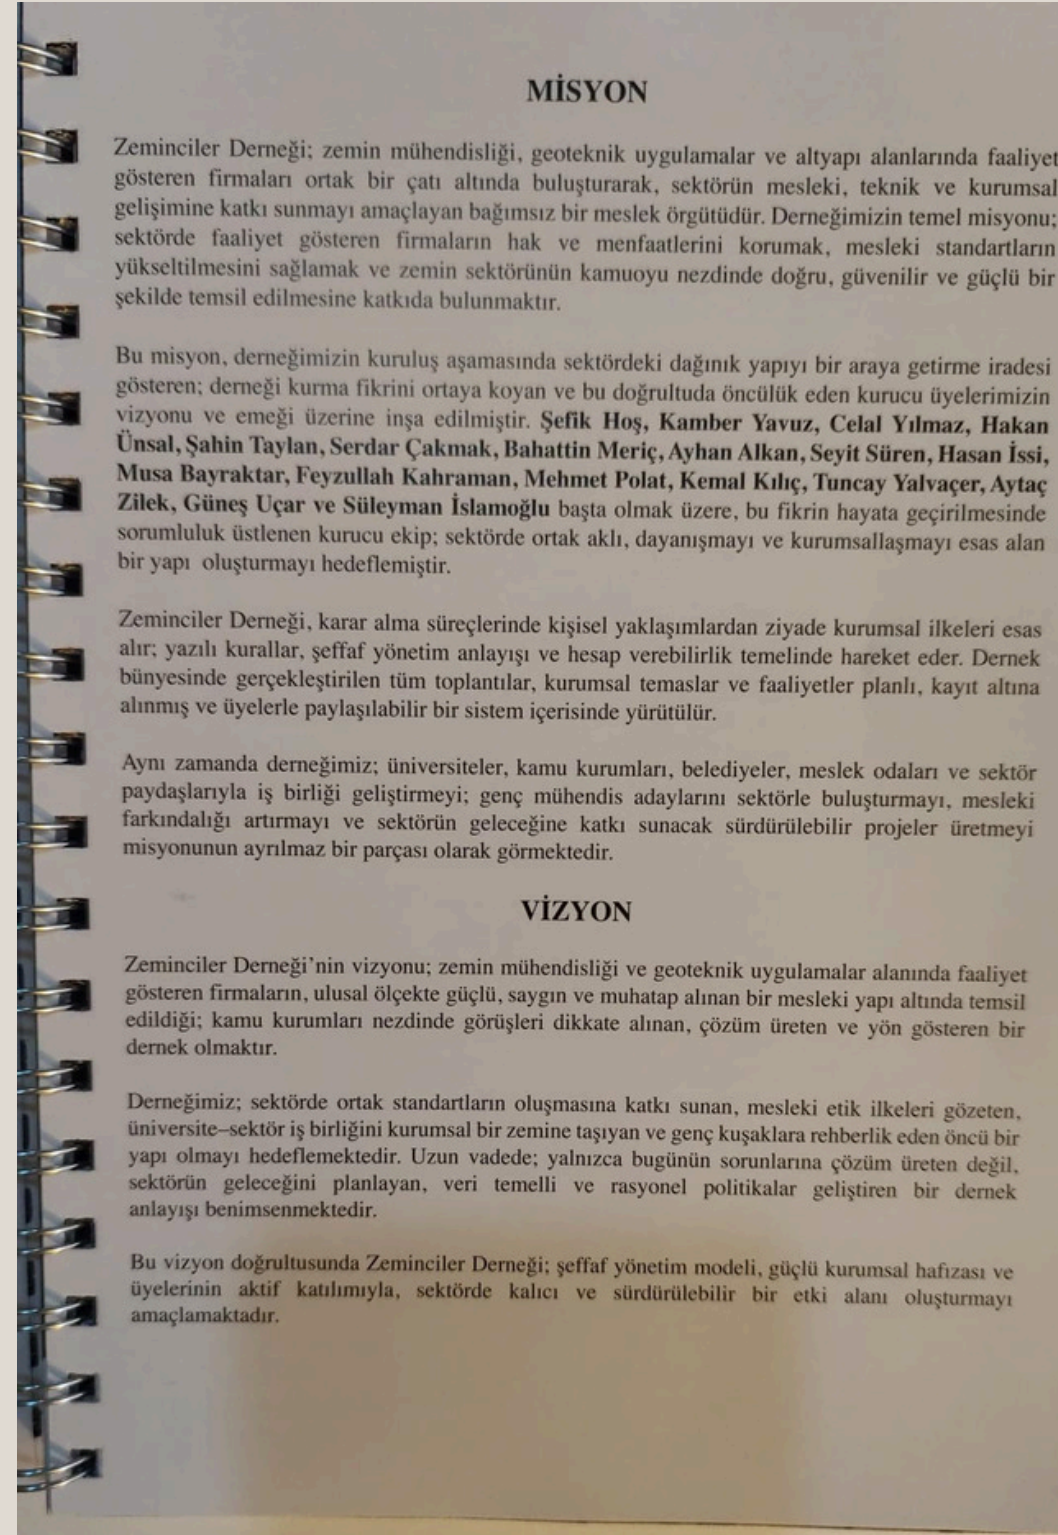 MİSYON
Zeminciler Derneği; zemin mühendisliği, geoteknik uygulamalar ve altyapı alanlarında faaliyet
gösteren firmaları ortak bir çatı altında buluşturarak, sektörün mesleki, teknik ve kurumsal
gelişimine katkı sunmayı amaçlayan bağımsız bir meslek örgütüdür. Derneğimizin temel misyonu;
sektörde faaliyet gösteren firmaların hak ve menfaatlerini korumak, mesleki standartların
yükseltilmesini sağlamak ve zemin sektörünün kamuoyu nezdinde doğru, güvenilir ve güçlü bir
şekilde temsil edilmesine katkıda bulunmaktır.
Bu misyon, derneğimizin kuruluş aşamasında sektördeki dağınık yapıyı bir araya getirme iradesi
gösteren; derneği kurma fikrini ortaya koyan ve bu doğrultuda öncülük eden kurucu üyelerimizin
vizyonu ve emeği üzerine inşa edilmiştir. Şefik Hoş, Kamber Yavuz, Celal Yılmaz, Hakan
Ünsal, Şahin Taylan, Serdar Çakmak, Bahattin Meriç, Ayhan Alkan, Seyit Süren, Hasan İssi,
Musa Bayraktar, Feyzullah Kahraman, Mehmet Polat, Kemal Kılıç, Tuncay Yalvaçer, Aytaç
Zilek, Güneş Uçar ve Süleyman İslamoğlu başta olmak üzere, bu fikrin hayata geçirilmesinde
sorumluluk üstlenen kurucu ekip; sektörde ortak aklı, dayanışmayı ve kurumsallaşmayı esas alan
bir yapı oluşturmayı hedeflemiştir.
Zeminciler Derneği, karar alma süreçlerinde kişisel yaklaşımlardan ziyade kurumsal ilkeleri esas
alır; yazılı kurallar, şeffaf yönetim anlayışı ve hesap verebilirlik temelinde hareket eder. Dernek
bünyesinde gerçekleştirilen tüm toplantılar, kurumsal temaslar ve faaliyetler planlı, kayıt altına
alınmış ve üyelerle paylaşılabilir bir sistem içerisinde yürütülür.
Aynı zamanda derneğimiz; üniversiteler, kamu kurumları, belediyeler, meslek odaları ve sektör
paydaşlarıyla iş birliği geliştirmeyi; genç mühendis adaylarını sektörle buluşturmayı, mesleki
farkındalığı artırmayı ve sektörün geleceğine katkı sunacak sürdürülebilir projeler üretmeyi
misyonunun ayrılmaz bir parçası olarak görmektedir.
VİZYON
Zeminciler Derneği’nin vizyonu; zemin mühendisliği ve geoteknik uygulamalar alanında faaliyet
gösteren firmaların, ulusal ölçekte güçlü, saygın ve muhatap alınan bir mesleki yapı altında temsil
edildiği; kamu kurumları nezdinde görüşleri dikkate alınan, çözüm üreten ve yön gösteren bir
dernek olmaktır.
Derneğimiz; sektörde ortak standartların oluşmasına katkı sunan, mesleki etik ilkeleri gözeten,
üniversite–sektör iş birliğini kurumsal bir zemine taşıyan ve genç kuşaklara rehberlik eden öncü bir
yapı olmayı hedeflemektedir. Uzun vadede; yalnızca bugünün sorunlarına çözüm üreten değil,
sektörün geleceğini planlayan, veri temelli ve rasyonel politikalar geliştiren bir dernek
anlayışı benimsenmektedir.
Bu vizyon doğrultusunda Zeminciler Derneği; şeffaf yönetim modeli, güçlü kurumsal hafızası ve
üyelerinin aktif katılımıyla, sektörde kalıcı ve sürdürülebilir bir etki alanı oluşturmayı
amaçlamaktadır.